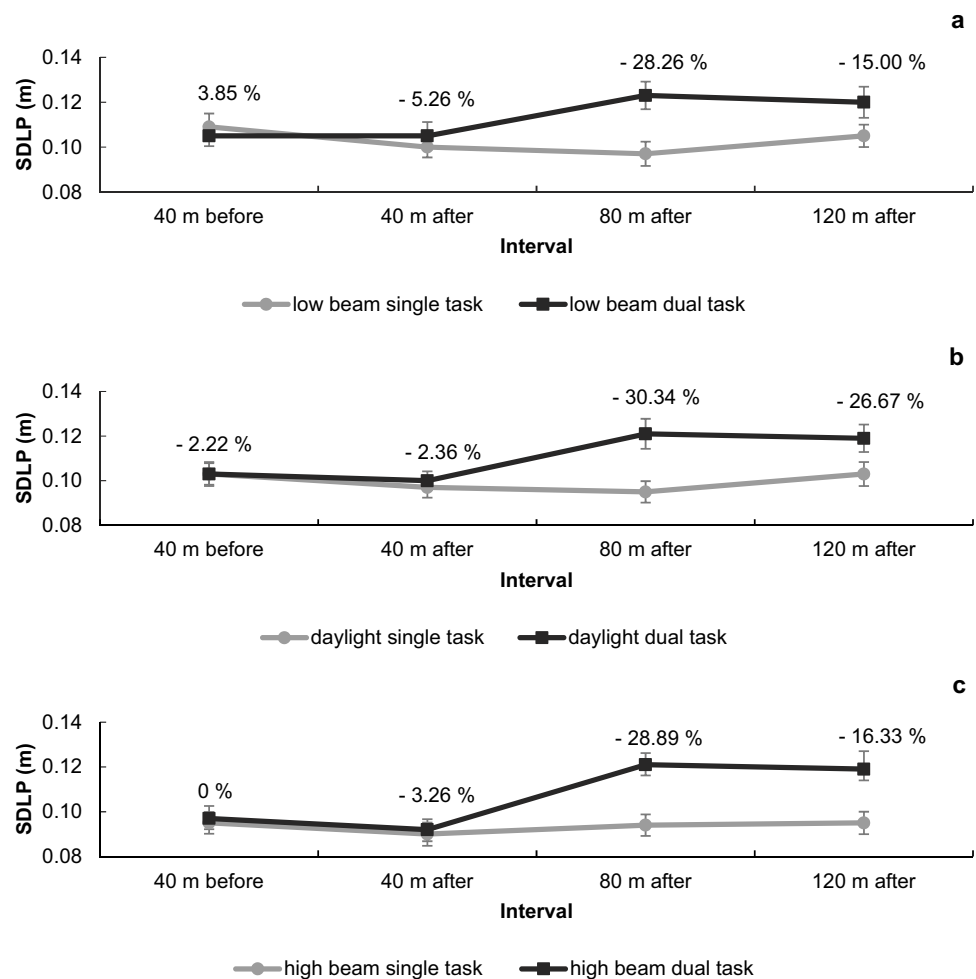 a
SDLP (m)
0.14
0.12
0.10
0.08
3.85 %
- 5.26 %
- 28.26 %
- 15.00 %
40 m before
40 m after
80 m after
120 m after
Interval
low beam single task
low beam dual task
b
SDLP (m)
0.14
0.12
0.10
0.08
- 2.22 %
- 2.36 %
- 30.34 %
- 26.67 %
40 m before
40 m after
80 m after
120 m after
Interval
daylight single task
daylight dual task
c
SDLP (m)
0.14
0.12
0.10
0.08
0 %
- 3.26 %
- 28.89 %
- 16.33 %
40 m before
40 m after
80 m after
120 m after
Interval
high beam single task
high beam dual task